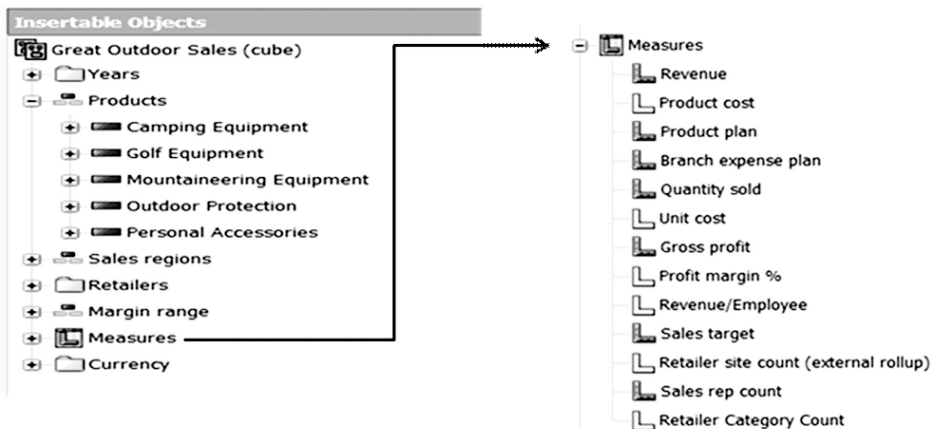 Insertable Objects
Great Outdoor Sales (cube)
Years
Products
Camping Equipment
Golf Equipment
Mountaineering Equipment
Outdoor Protection
Personal Accessories
Sales regions
Retailers
Margin range
Measures
Currency
Measures
Revenue
Product cost
Product plan
Branch expense plan
Quantity sold
Unit cost
Gross profit
Profit margin %
Revenue/Employee
Sales target
Retailer site count (external rollup)
Sales rep count
Retailer Category Count